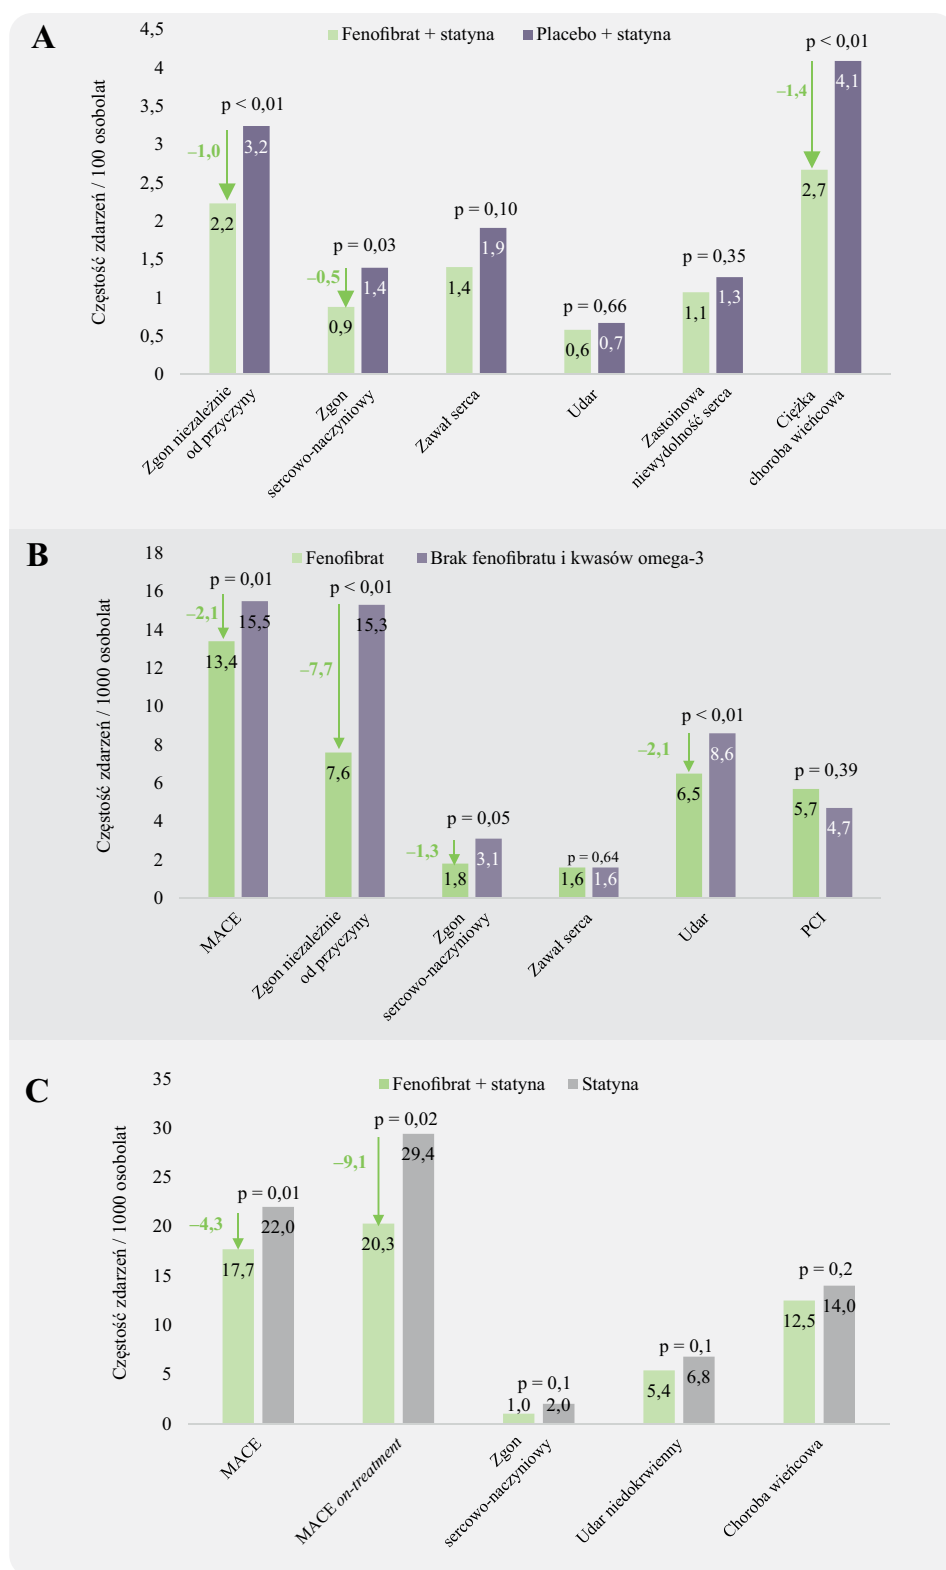 A
Fenofibrat + statyna
Placebo + statyna
Częstość zdarzeń / 100 osobolat
4,5
4
3,5
3
2,5
2
1,5
1
0,5
0
p < 0,01
–1,0
2,2
3,2
p = 0,03
–0,5
0,9
1,4
p = 0,10
1,4
1,9
p = 0,66
0,6
0,7
p = 0,35
1,1
1,3
p < 0,01
–1,4
2,7
4,1
Zgon niezależnie
od przyczyny
Zgon
sercowo-naczyniowy
Zawał serca
Udar
Zastoinowa
niewydolność serca
Ciężka
choroba wieńcowa
B
Fenofibrat
Brak fenofibratu i kwasów omega-3
Częstość zdarzeń / 1000 osobolat
18
16
14
12
10
8
6
4
2
0
p = 0,01
–2,1
13,4
15,5
p < 0,01
–7,7
7,6
15,3
p = 0,05
–1,3
1,8
3,1
p = 0,64
1,6
1,6
p < 0,01
–2,1
6,5
8,6
p = 0,39
5,7
4,7
MACE
Zgon niezależnie
od przyczyny
Zgon
sercowo-naczyniowy
Zawał serca
Udar
PCI
C
Fenofibrat + statyna
Statyna
Częstość zdarzeń / 1000 osobolat
35
30
25
20
15
10
5
0
p = 0,01
–4,3
17,7
22,0
p = 0,02
–9,1
20,3
29,4
p = 0,1
1,0
2,0
p = 0,1
5,4
6,8
p = 0,2
12,5
14,0
MACE
MACE on-treatment
Zgon
sercowo-naczyniowy
Udar niedokrwienny
Choroba wieńcowa